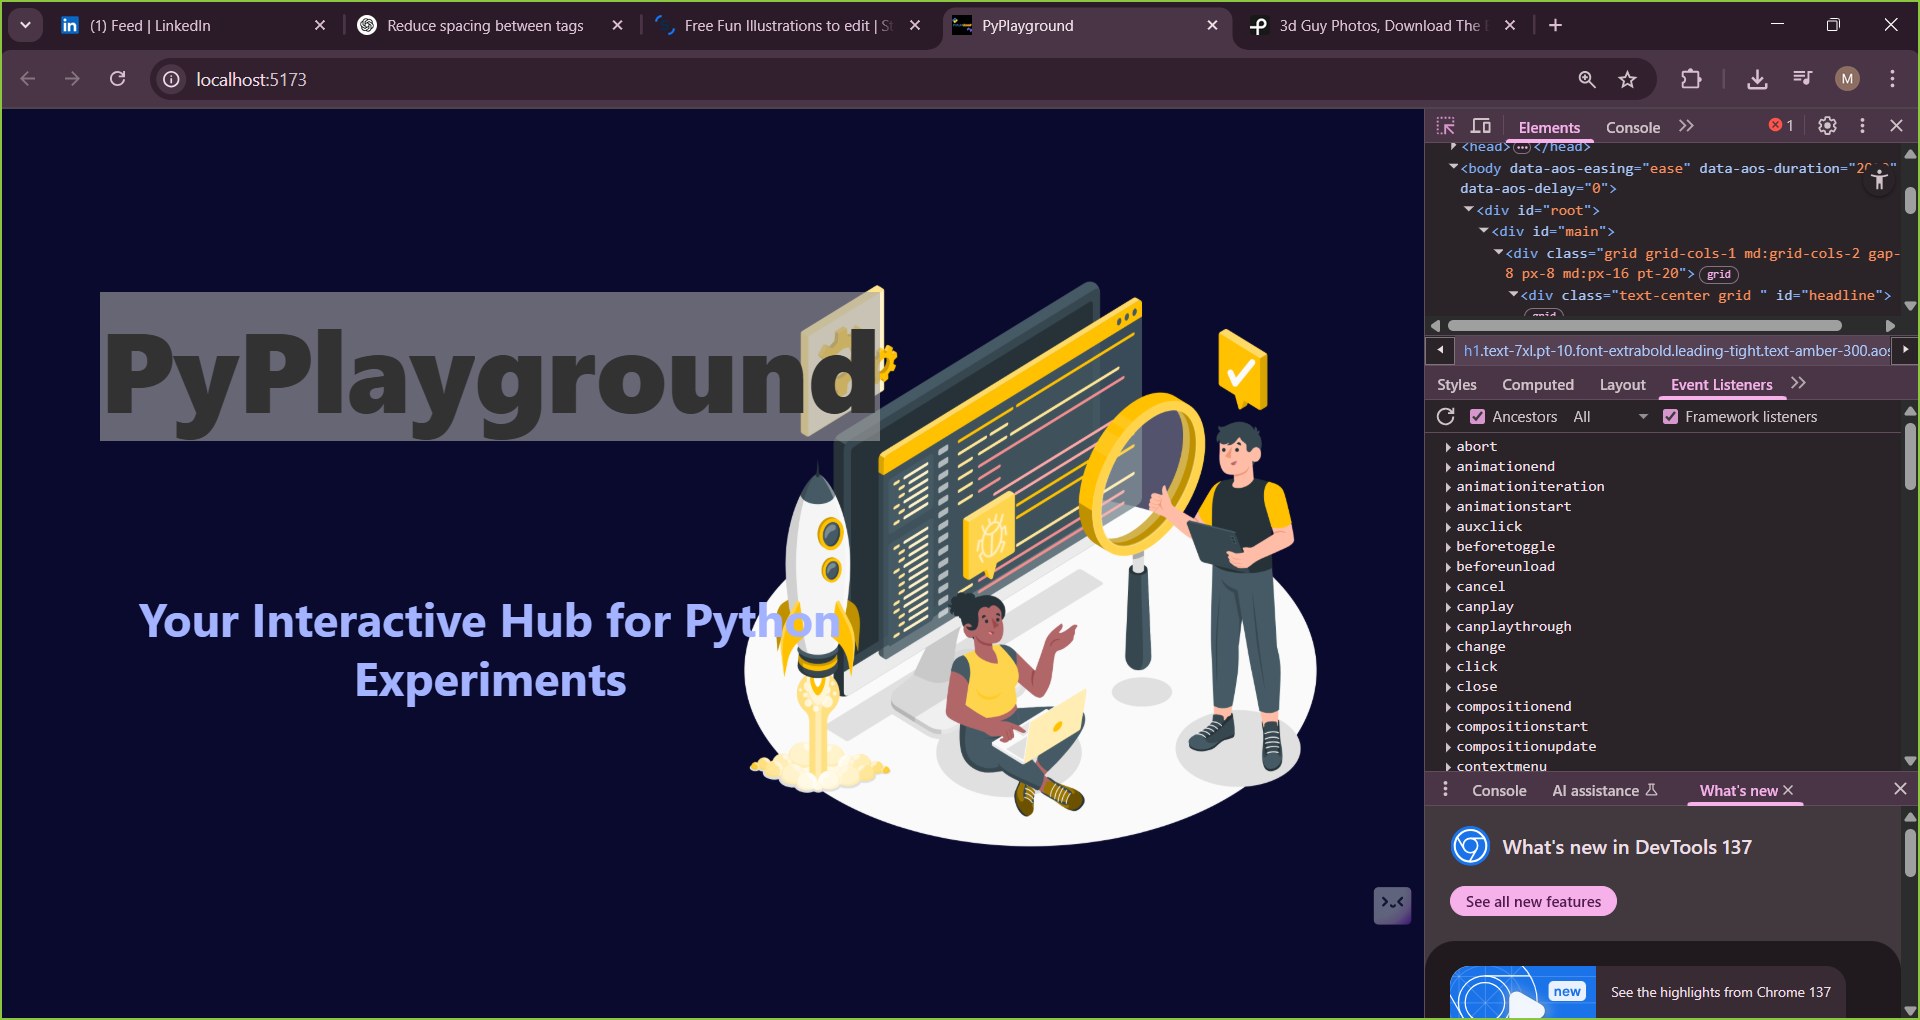 (1) Feed | LinkedIn
Reduce spacing between tags
Free Fun Illustrations to edit | S
PyPlayground
3d Guy Photos, Download The
localhost:5173
M
Elements
Console
1
<head> ... </head>
<body data-aos-easing="ease" data-aos-duration="20
data-aos-delay="0">
<div id="root">
<div id="main">
<div class="grid grid-cols-1 md:grid-cols-2 gap-
8 px-8 md:px-16 pt-20"> grid
<div class="text-center grid " id="headline">
grid
h1.text-7xl.pt-10.font-extrabold.leading-tight.text-amber-300.aos
Styles
Computed
Layout
Event Listeners
Ancestors
All
Framework listeners
abort
animationend
animationiteration
animationstart
auxclick
beforetoggle
beforeunload
cancel
canplay
canplaythrough
change
click
close
compositionend
compositionstart
compositionupdate
contextmenu
Console
AI assistance
What's new
What's new in DevTools 137
See all new features
new
See the highlights from Chrome 137
PyPlayground
Your Interactive Hub for Python
Experiments